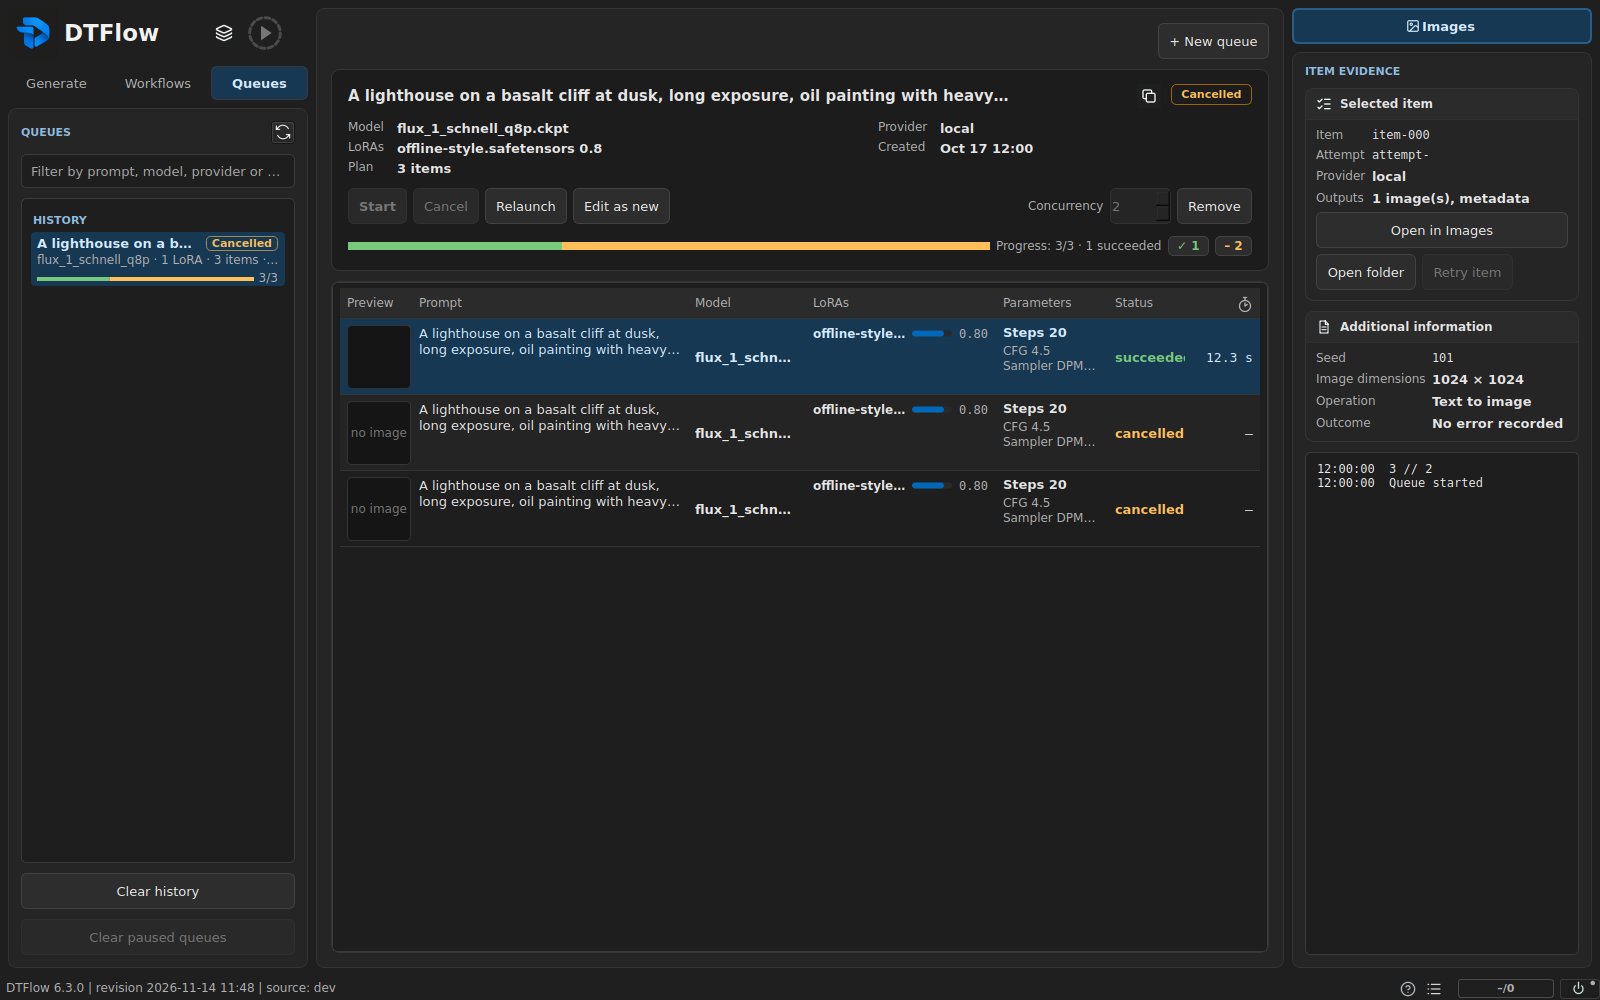 DTFlow
Generate
Workflows
Queues
QUEUES
Filter by prompt, model, provider or ...
HISTORY
A lighthouse on a b... Cancelled
flux_1_schnell_q8p · 1 LoRA · 3 items ·...
3/3
Clear history
Clear paused queues
+ New queue
A lighthouse on a basalt cliff at dusk, long exposure, oil painting with heavy... Cancelled
Model flux_1_schnell_q8p.ckpt Provider local
LoRAs offline-style.safetensors 0.8 Created Oct 17 12:00
Plan 3 items
Start Cancel Relaunch Edit as new Concurrency 2 Remove
Progress: 3/3 · 1 succeeded ✓ 1 – 2
Preview Prompt Model LoRAs Parameters Status
A lighthouse on a basalt cliff at dusk,
long exposure, oil painting with heavy...
flux_1_schn...
offline-style... 0.80
Steps 20
CFG 4.5
Sampler DPM...
succeeded 12.3 s
no image
A lighthouse on a basalt cliff at dusk,
long exposure, oil painting with heavy...
flux_1_schn...
offline-style... 0.80
Steps 20
CFG 4.5
Sampler DPM...
cancelled –
no image
A lighthouse on a basalt cliff at dusk,
long exposure, oil painting with heavy...
flux_1_schn...
offline-style... 0.80
Steps 20
CFG 4.5
Sampler DPM...
cancelled –
Images
ITEM EVIDENCE
Selected item
Item item-000
Attempt attempt-
Provider local
Outputs 1 image(s), metadata
Open in Images
Open folder Retry item
Additional information
Seed 101
Image dimensions 1024 × 1024
Operation Text to image
Outcome No error recorded
12:00:00 3 // 2
12:00:00 Queue started
DTFlow 6.3.0 | revision 2026-11-14 11:48 | source: dev
–/0